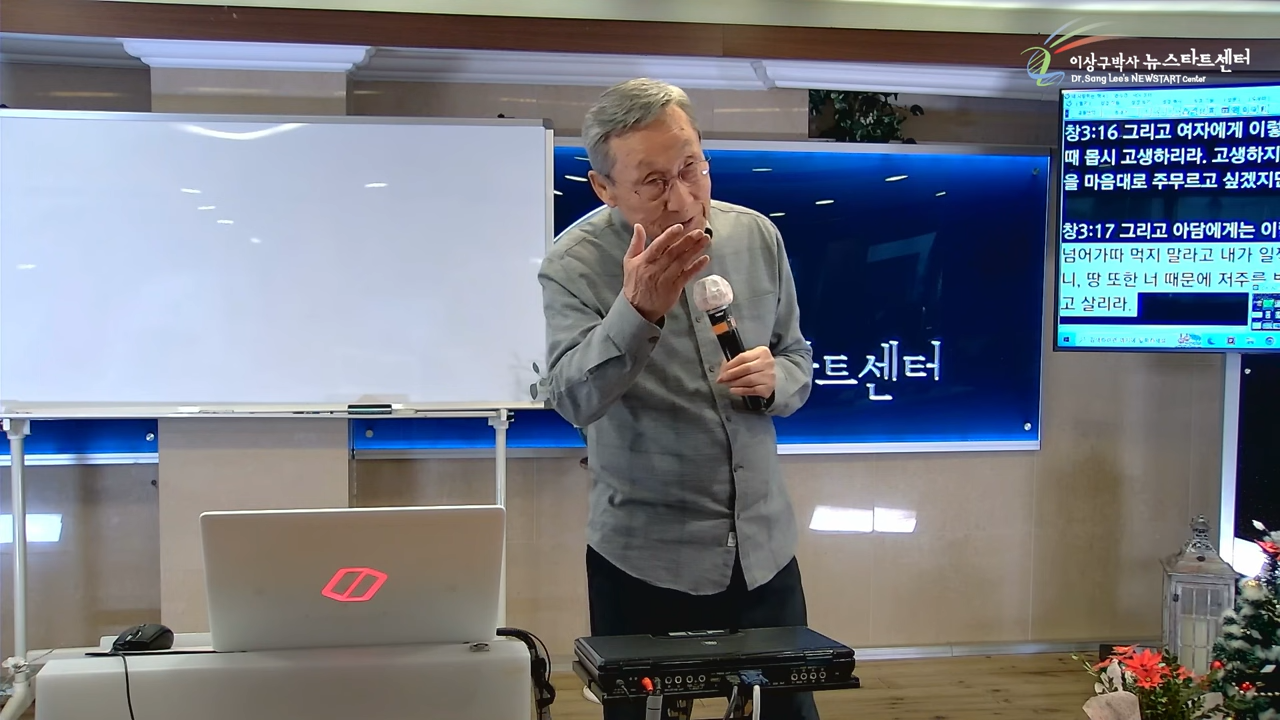 이상구박사 뉴스타트센터
Dr. Sang Lee's NEWSTART Center
창3:16 그리고 여자에게 이렇
때 몹시 고생하리라. 고생하지
을 마음대로 주무르고 싶겠지만
창3:17 그리고 아담에게는 이
넘어가따 먹지 말라고 내가 일
니, 땅 또한 너 때문에 저주르
고 살리라.
타트센터